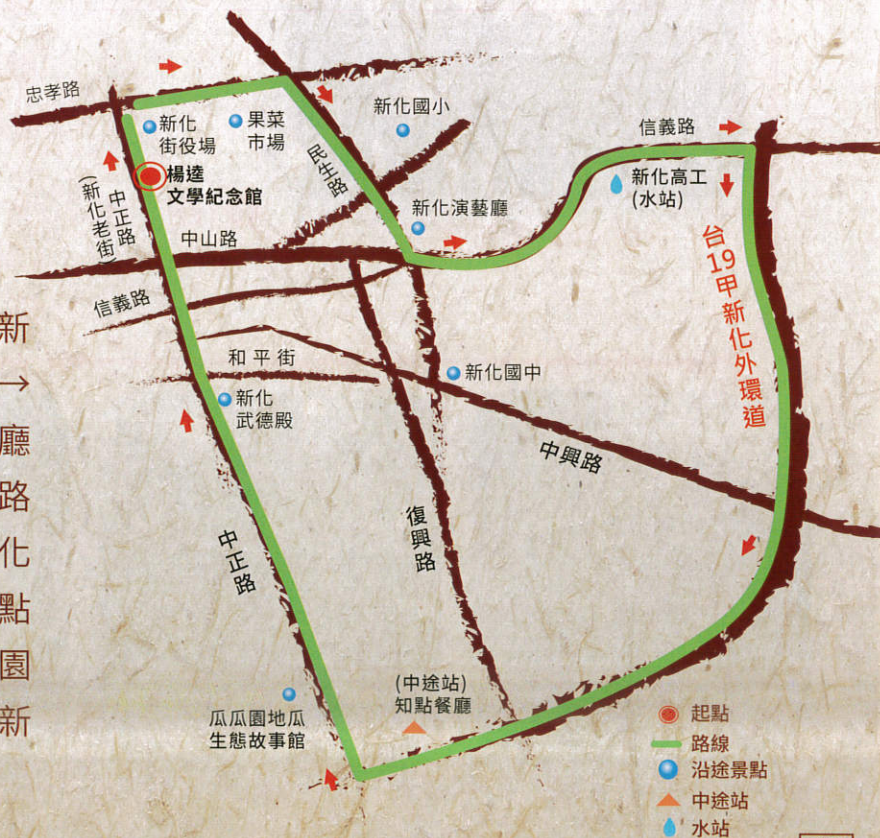 忠孝路
新化
街役場
果菜
市場
新化國小
民生路
楊逵
文學紀念館
中正路
(新化老街)
中山路
新化演藝廳
信義路
新化高工
(水站)
台19甲新化外環道
信義路
和平街
新化
武德殿
新化國中
中興路
復興路
中正路
瓜瓜園地瓜
生態故事館
(中途站)
知點餐廳
起點
路線
沿途景點
中途站
水站
新
→
廳
路
化
點
園
新